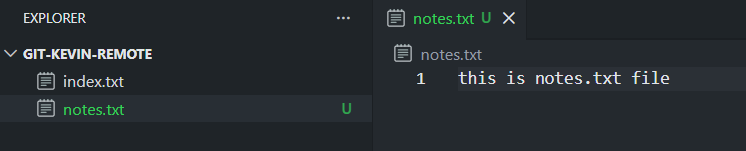 EXPLORER
GIT-KEVIN-REMOTE
index.txt
notes.txt U
notes.txt U
notes.txt
1 this is notes.txt file